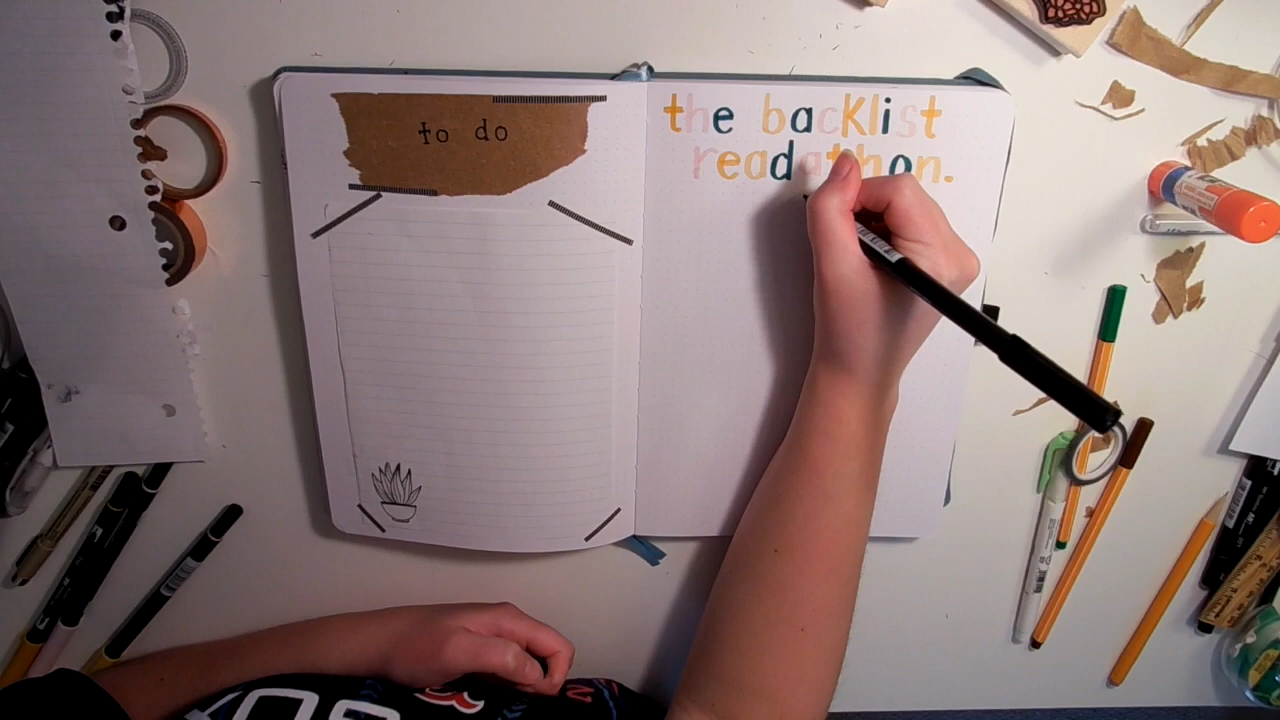 to do
the backlist
readathon.